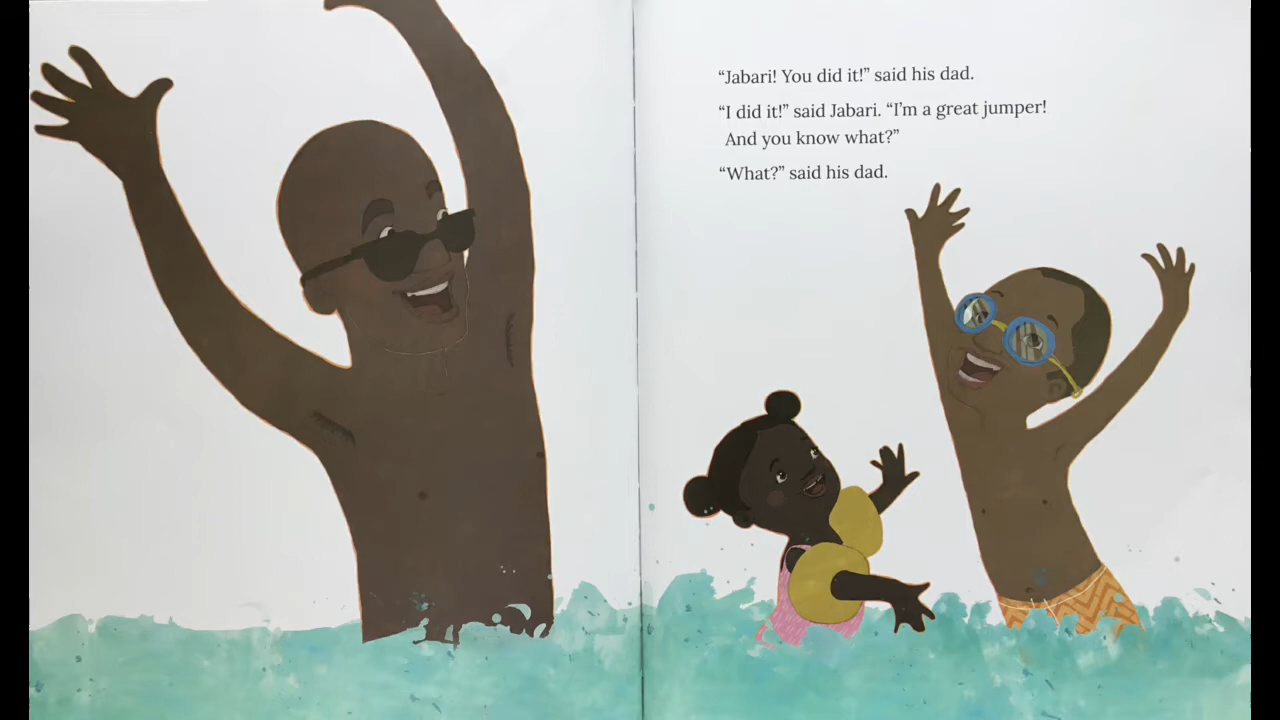 “Jabari! You did it!” said his dad.
“I did it!” said Jabari. “I’m a great jumper!
And you know what?”
“What?” said his dad.